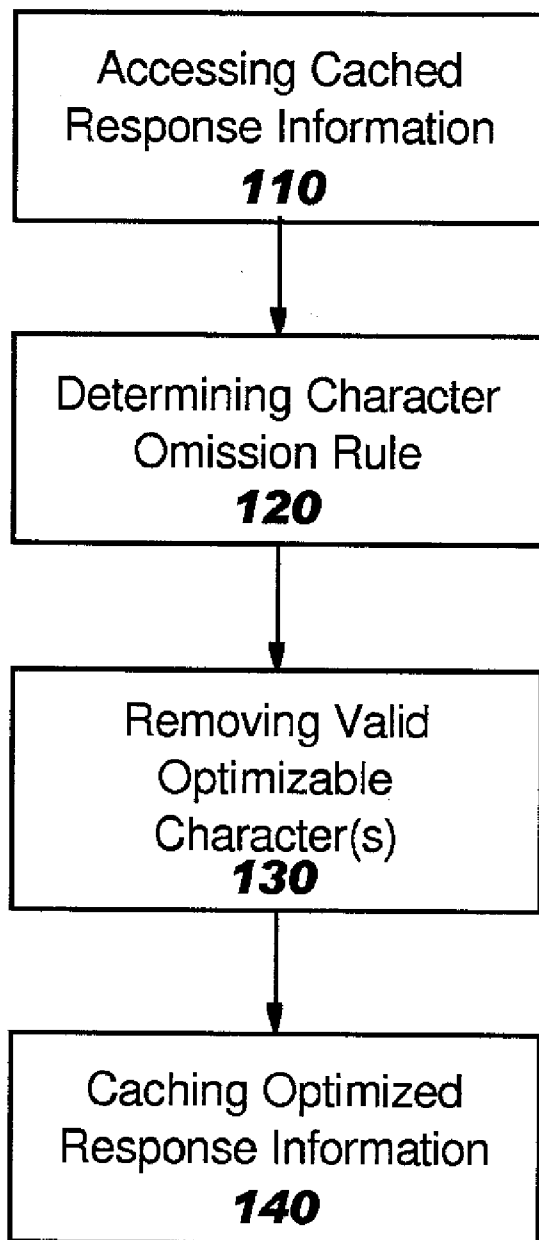 Accessing Cached
Response Information
110
Determining Character
Omission Rule
120
Removing Valid
Optimizable
Character(s)
130
Caching Optimized
Response Information
140